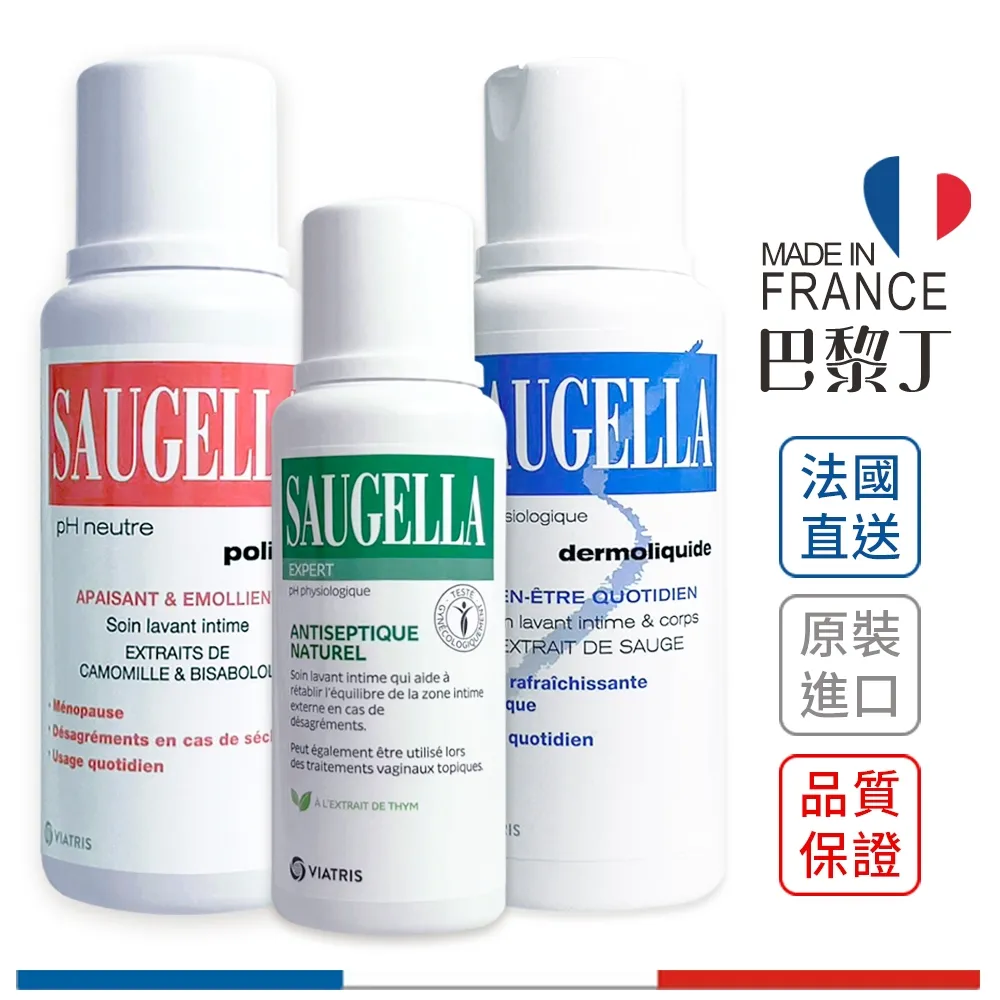 SAUGELL
pH neutre
poli
APAISANT & EMOLLIEN
Soin lavant intime
EXTRAITS DE
CAMOMILLE & BISABOLOL
· Ménopause
· Désagréments en cas de séch
· Usage quotidien
VIATRIS
SAUGELLA
EXPERT
pH physiologique
TESTÉ GYNÉCOLOGIQUEMENT
ANTISEPTIQUE
NATUREL
Soin lavant intime qui aide à
rétablir l'équilibre de la zone intime
externe en cas de
désagréments.
Peut également être utilisé lors
des traitements vaginaux topiques.
À L'EXTRAIT DE THYM
VIATRIS
AUGELLA
siologique
dermoliquide
EN-ÊTRE QUOTIDIEN
n lavant intime & corps
EXTRAIT DE SAUGE
rafraîchissante
que
quotidien
RIS
MADE IN
FRANCE
巴黎丁
法國
直送
原裝
進口
品質
保證